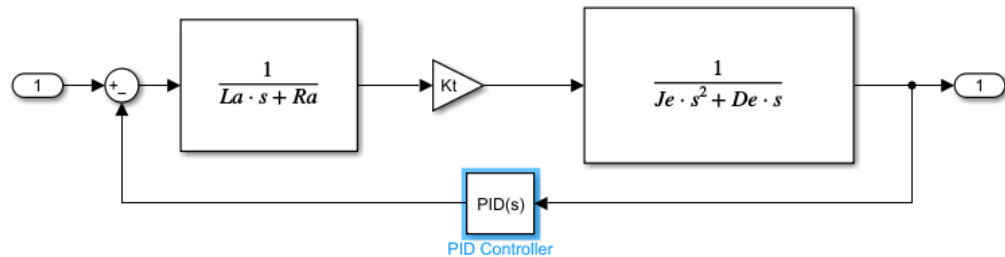 1
+
−
1
La · s + Ra
Kt
1
Je · s² + De · s
1
PID(s)
PID Controller